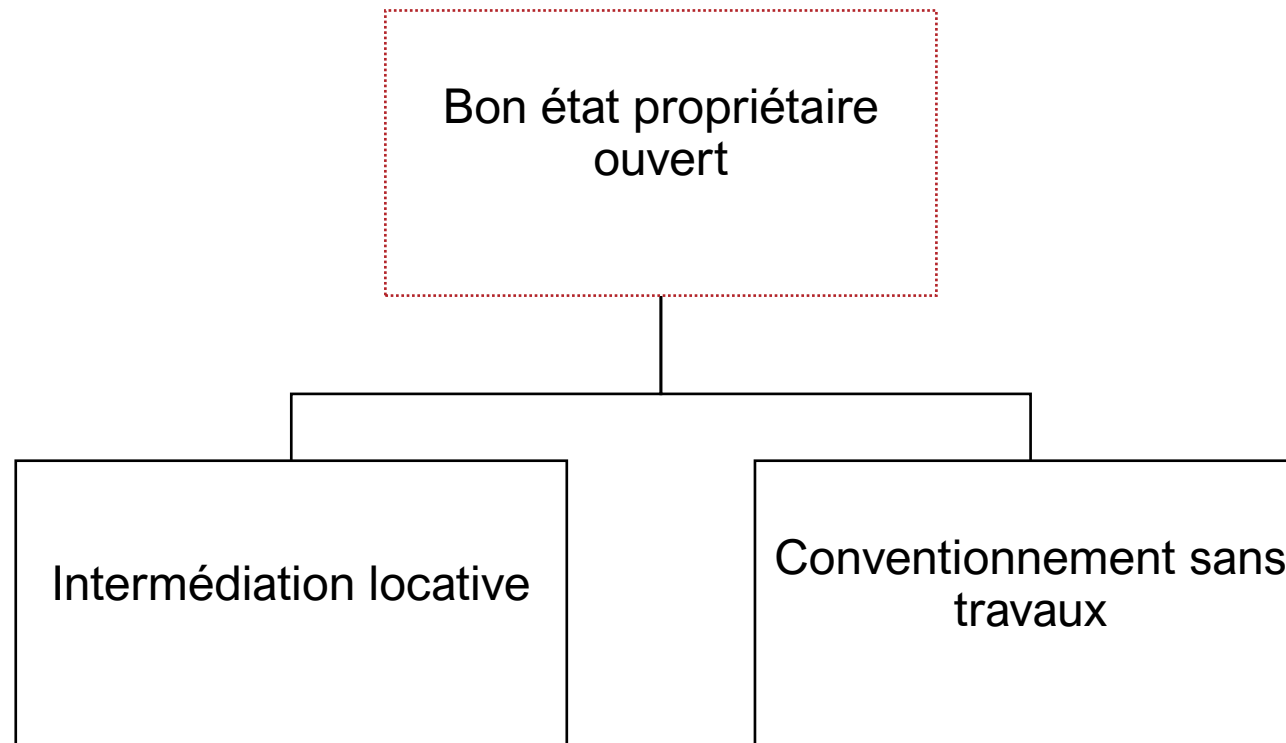 Bon état propriétaire
ouvert
Intermédiation locative
Conventionnement sans
travaux